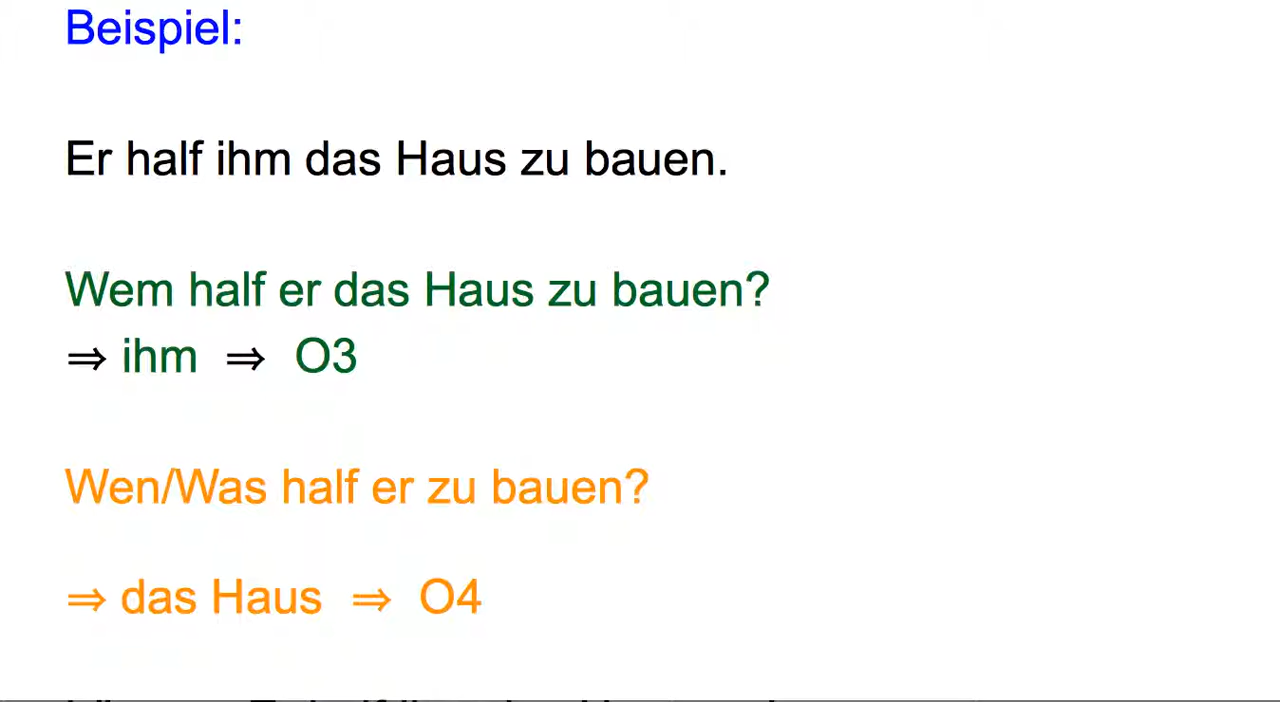 Beispiel:
Er half ihm das Haus zu bauen.
Wem half er das Haus zu bauen?
⇒ ihm ⇒ O3
Wen/Was half er zu bauen?
⇒ das Haus ⇒ O4